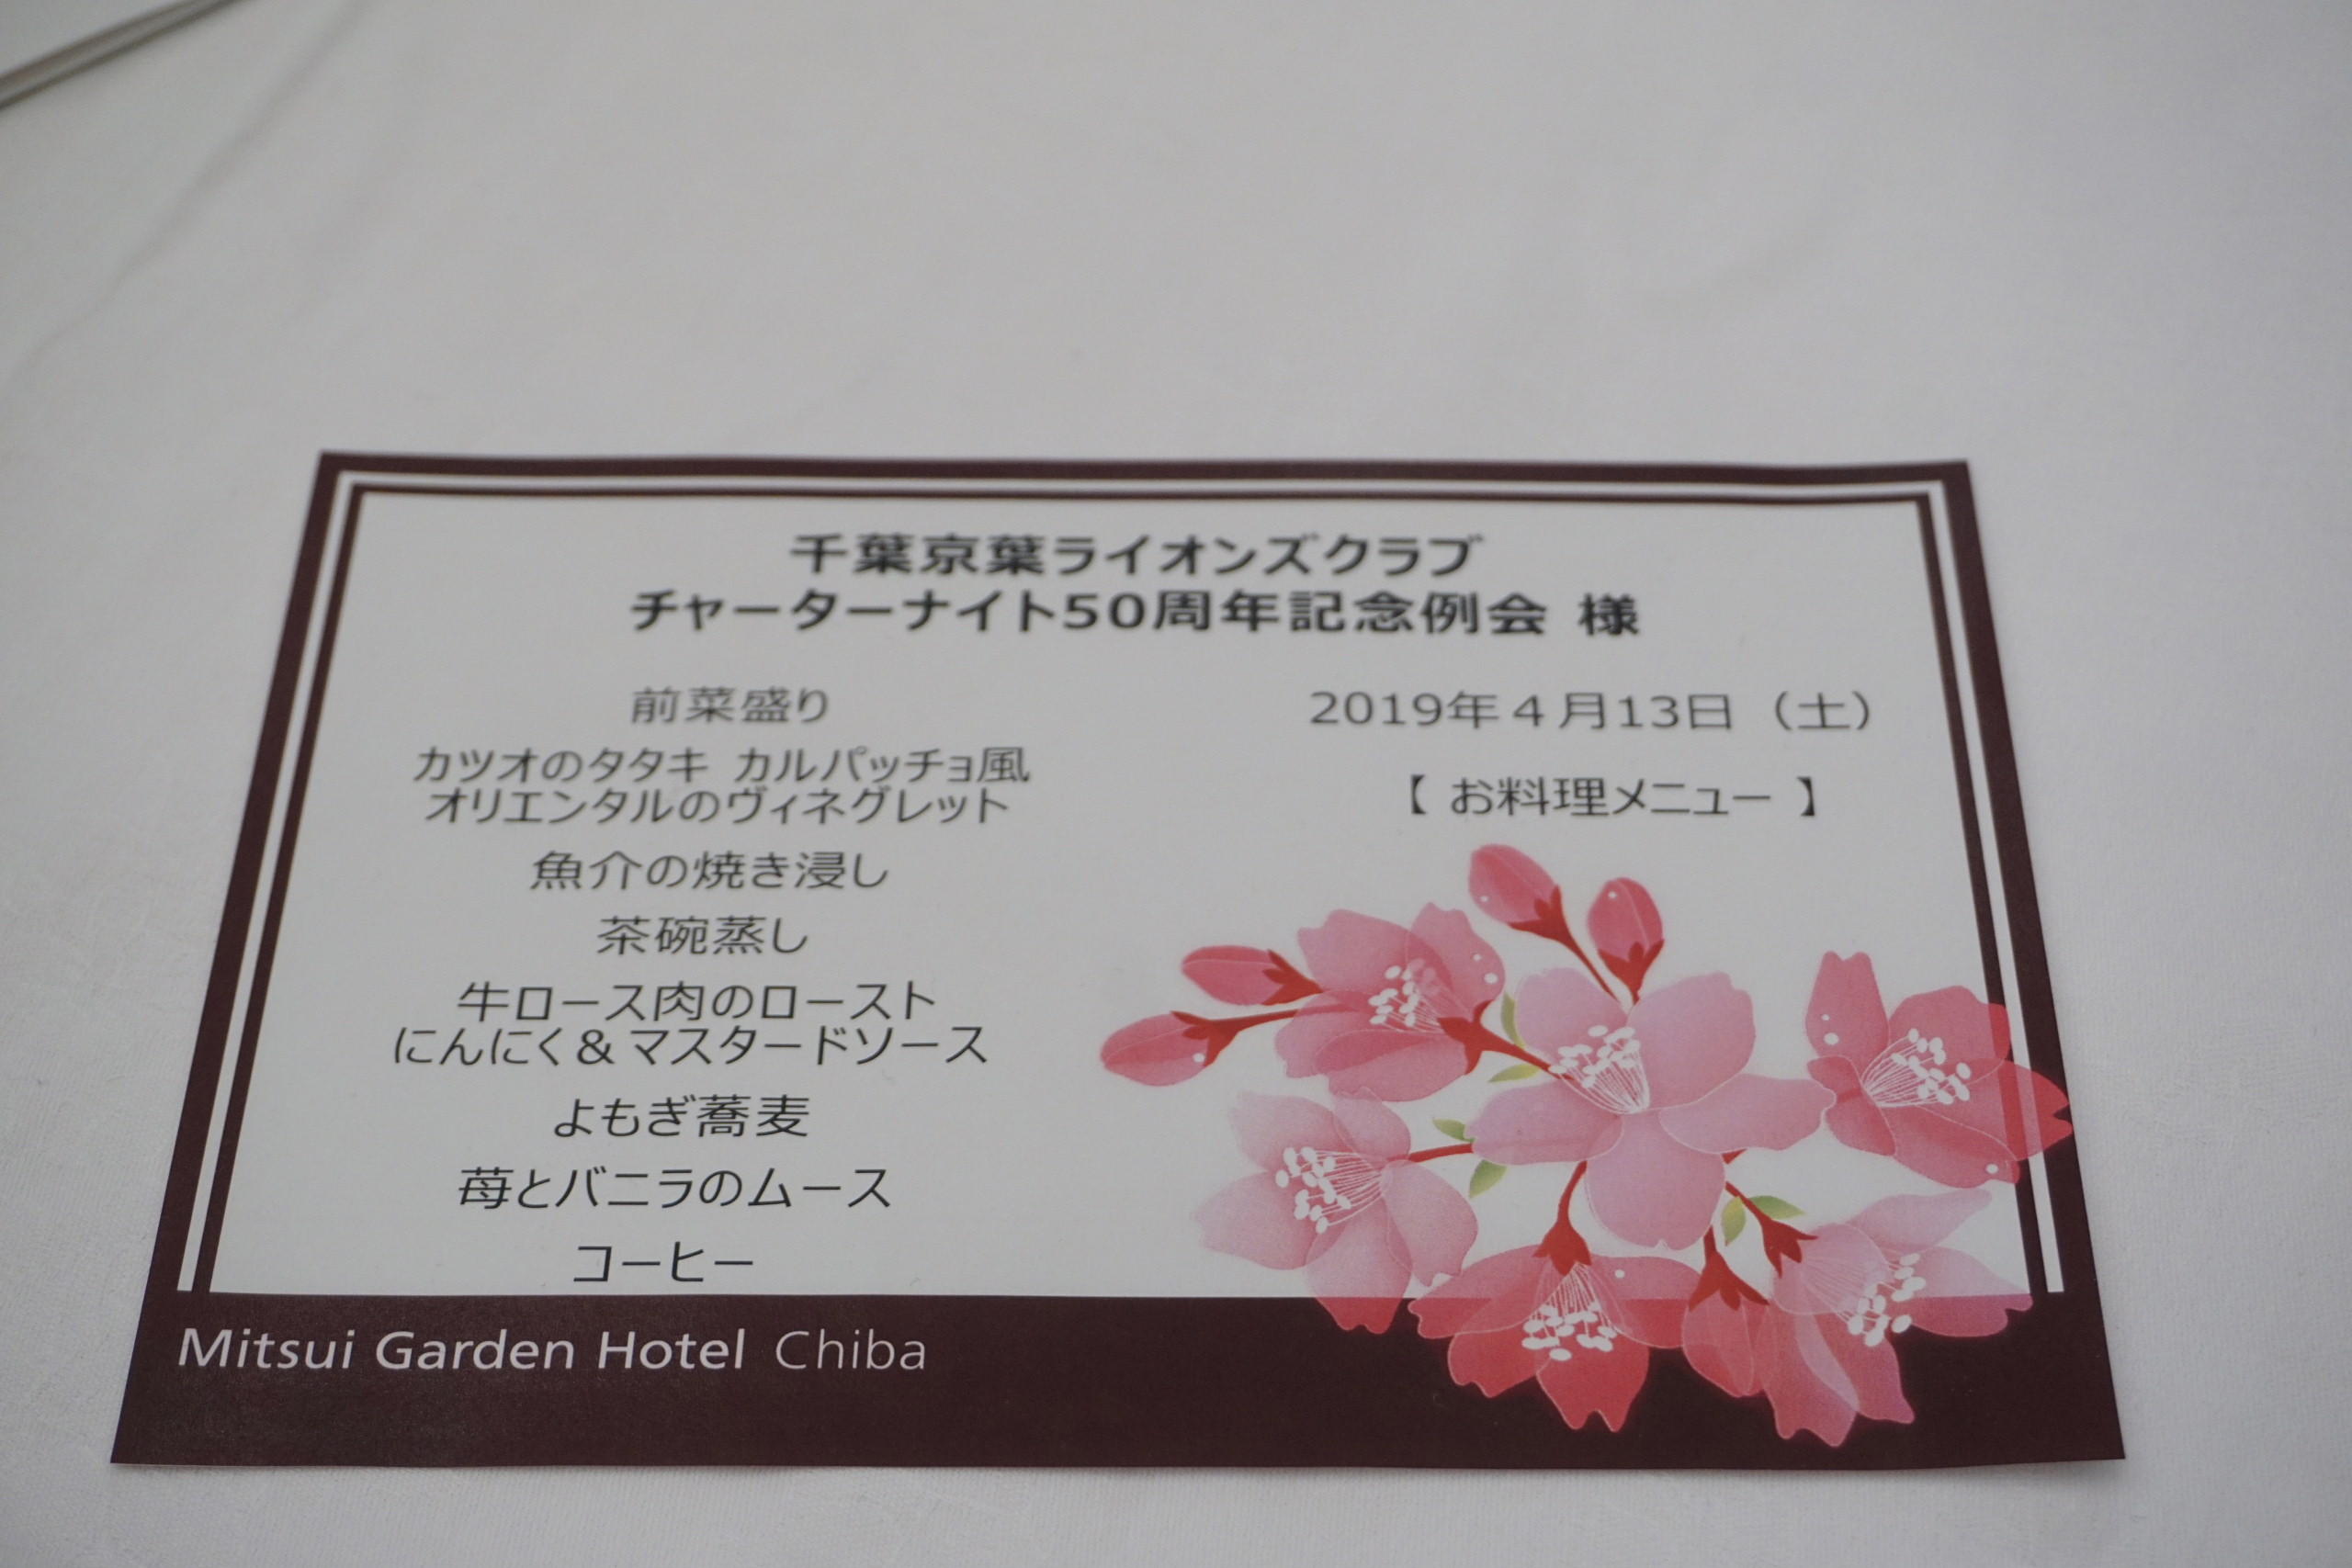 千葉京葉ライオンズクラブ
チャーターナイト50周年記念例会 様
2019年4月13日（土）
【 お料理メニュー 】
前菜盛り
カツオのタタキ カルパッチョ風
オリエンタルのヴィネグレット
魚介の焼き浸し
茶碗蒸し
牛ロース肉のロースト
にんにく＆マスタードソース
よもぎ蕎麦
苺とバニラのムース
コーヒー
Mitsui Garden Hotel Chiba